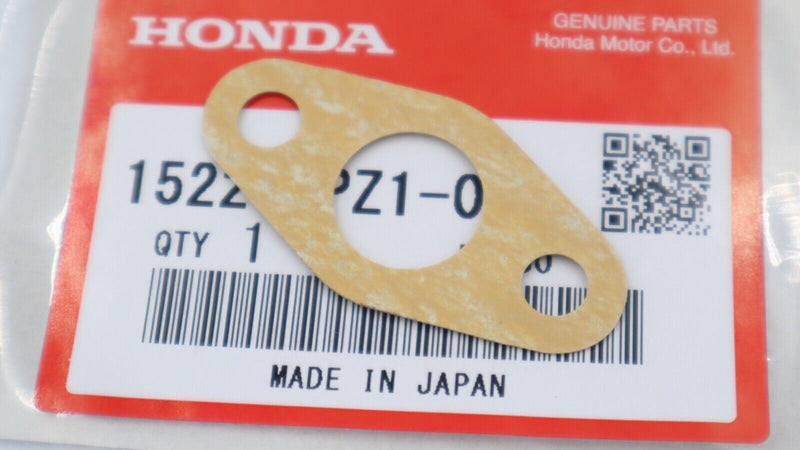 HONDA
GENUINE PARTS
Honda Motor Co., Ltd.
1522 PZ1-0
QTY 1
MADE IN JAPAN